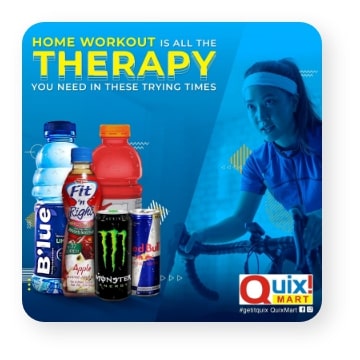 HOME WORKOUT IS ALL THE
THERAPY
YOU NEED IN THESE TRYING TIMES
B'lue
Fit
'n
Right
Apple
MONSTER
ENERGY
Red Bull
Quix!
MART
#getitquix QuixMart